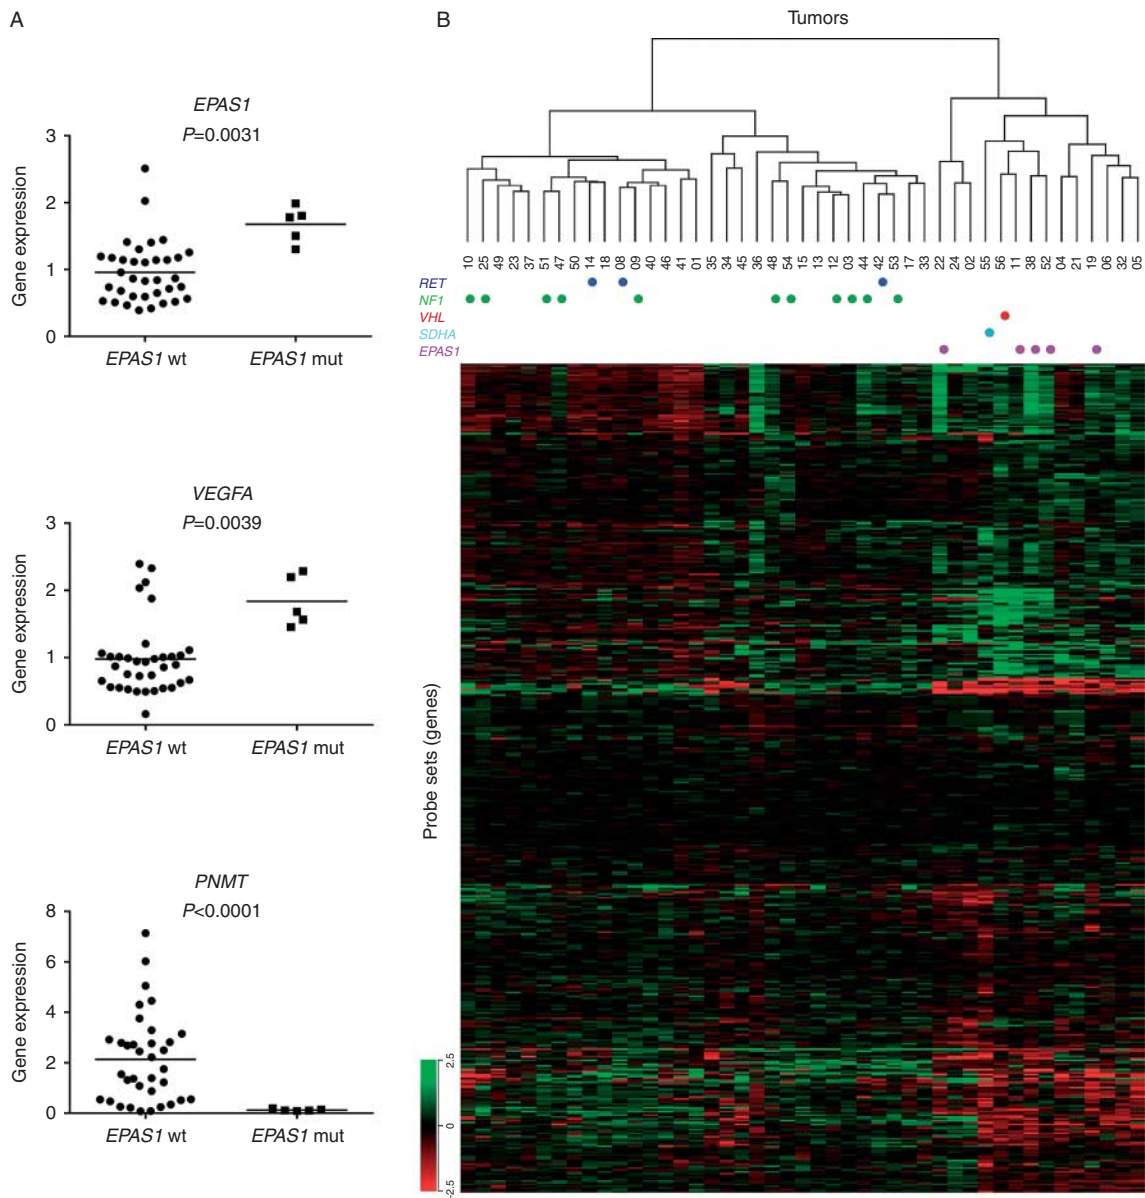 A
EPAS1
P=0.0031
3
2
1
0
Gene expression
EPAS1 wt
EPAS1 mut
VEGFA
P=0.0039
3
2
1
0
Gene expression
EPAS1 wt
EPAS1 mut
PNMT
P<0.0001
8
6
4
2
0
Gene expression
EPAS1 wt
EPAS1 mut
B
Tumors
10 25 49 23 37 51 47 50 14 18 08 09 40 46 41 01 35 34 45 36 48 54 15 13 12 03 44 42 53 17 33 22 24 02 55 56 11 38 52 04 21 19 06 32 05
RET
NF1
VHL
SDHA
EPAS1
Probe sets (genes)
2.5
0
-2.5